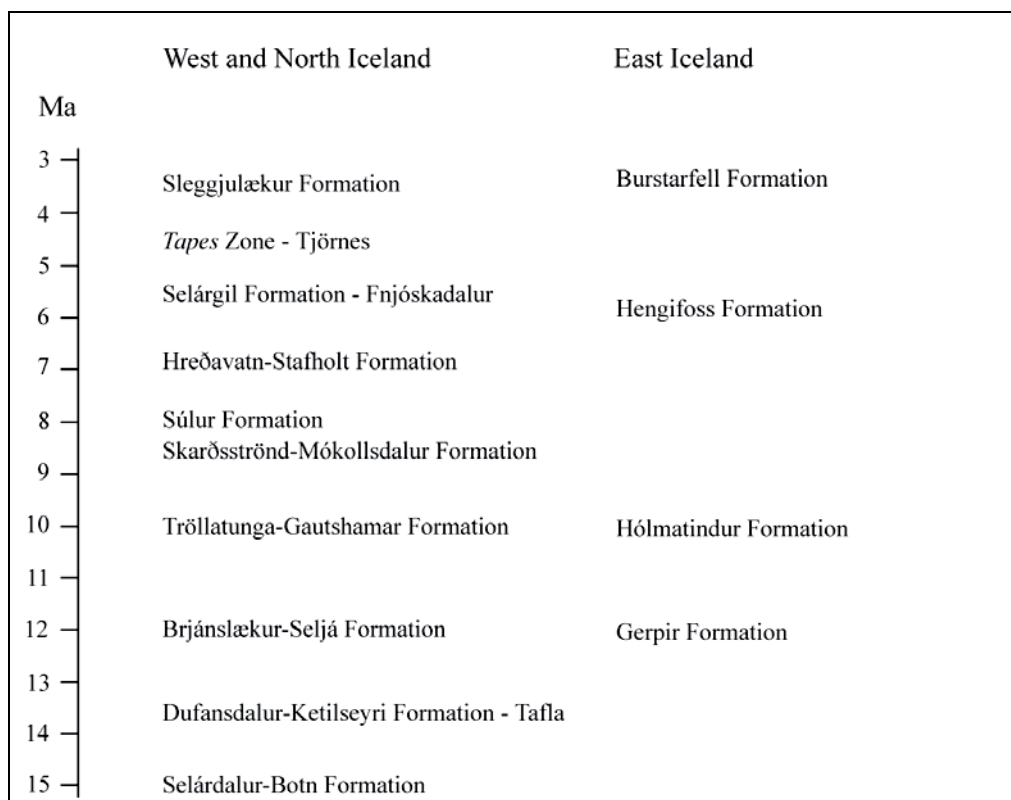 West and North Iceland East Iceland
Ma
3
Sleggjulækur Formation Burstarfell Formation
4
Tapes Zone - Tjörnes
5
Selárgil Formation - Fnjóskadalur
6 Hengifoss Formation
7 Hreðavatn-Stafholt Formation
8 Súlur Formation
Skarðsströnd-Mókollsdalur Formation
9
10 Tröllatunga-Gautshamar Formation Hólmatindur Formation
11
12 Brjánslækur-Seljá Formation Gerpir Formation
13
Dufansdalur-Ketilseyri Formation - Tafla
14
15 Selárdalur-Botn Formation